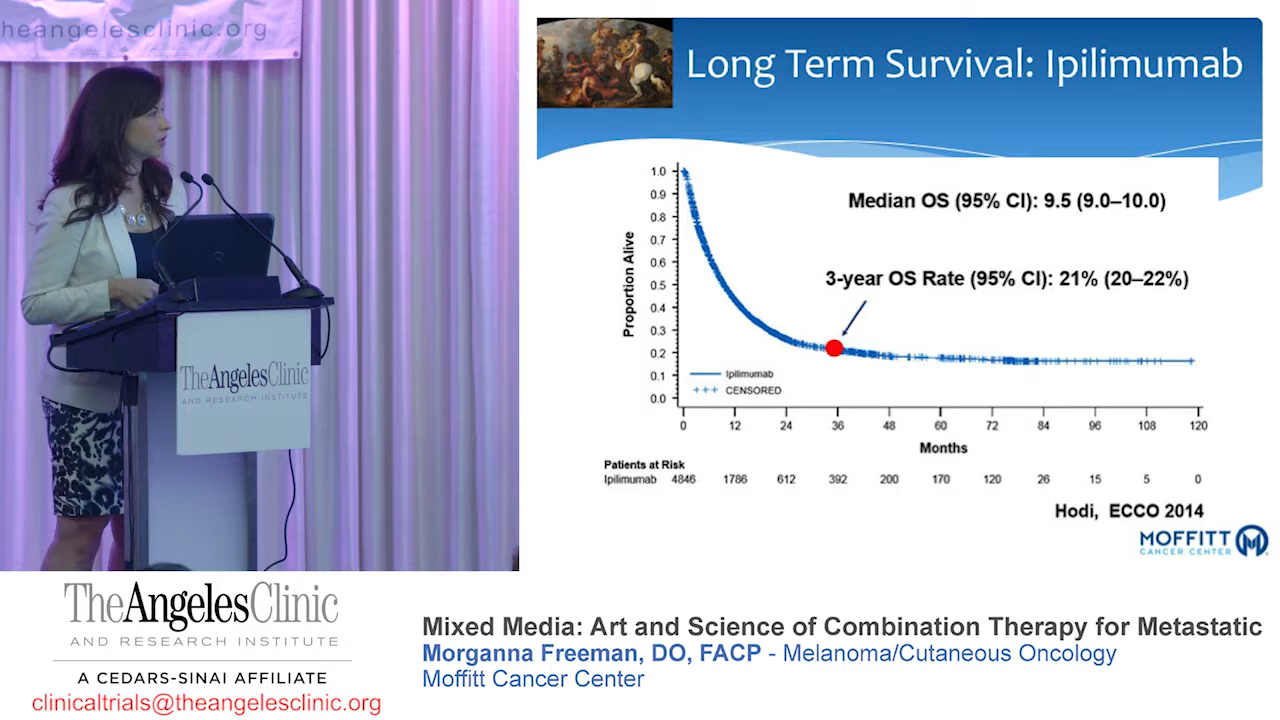 theangelesclinic.org
TheAngelesClinic
AND RESEARCH INSTITUTE
Long Term Survival: Ipilimumab
Median OS (95% CI): 9.5 (9.0–10.0)
3-year OS Rate (95% CI): 21% (20–22%)
Proportion Alive
1.0
0.9
0.8
0.7
0.6
0.5
0.4
0.3
0.2
0.1
0.0
Ipilimumab
CENSORED
0 12 24 36 48 60 72 84 96 108 120
Months
Patients at Risk
Ipilimumab 4846 1786 612 392 200 170 120 26 15 5 0
Hodi, ECCO 2014
MOFFITT
CANCER CENTER
TheAngelesClinic
AND RESEARCH INSTITUTE
A CEDARS-SINAI AFFILIATE
clinicaltrials@theangelesclinic.org
Mixed Media: Art and Science of Combination Therapy for Metastatic
Morganna Freeman, DO, FACP - Melanoma/Cutaneous Oncology
Moffitt Cancer Center